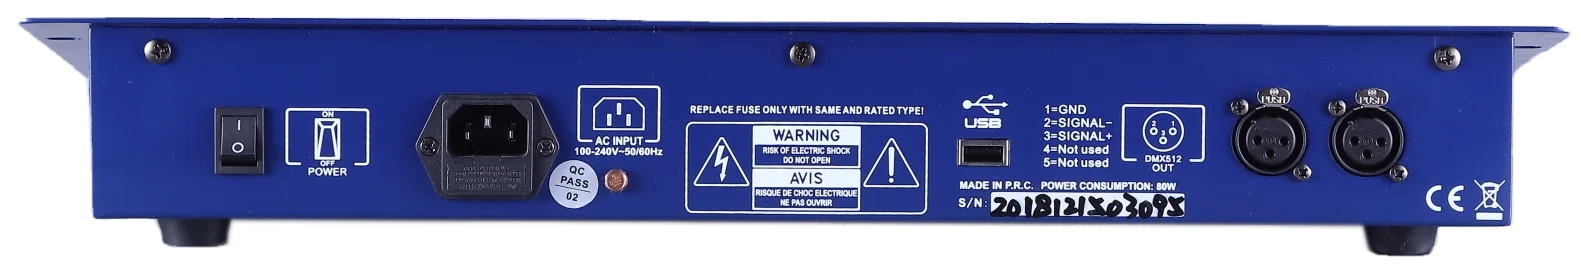 I
O
ON
OFF
POWER
AC INPUT
100-240V~50/60Hz
QC
PASS
02
REPLACE FUSE ONLY WITH SAME AND RATED TYPE!
WARNING
RISK OF ELECTRIC SHOCK
DO NOT OPEN
AVIS
RISQUE DE CHOC ELECTRIQUE
NE PAS OUVRIR
USB
1=GND
2=SIGNAL-
3=SIGNAL+
4=Not used
5=Not used
2 1
3
DMX512
OUT
MADE IN P.R.C. POWER CONSUMPTION: 80W
S/N: 2018121503095
PUSH
PUSH
CE